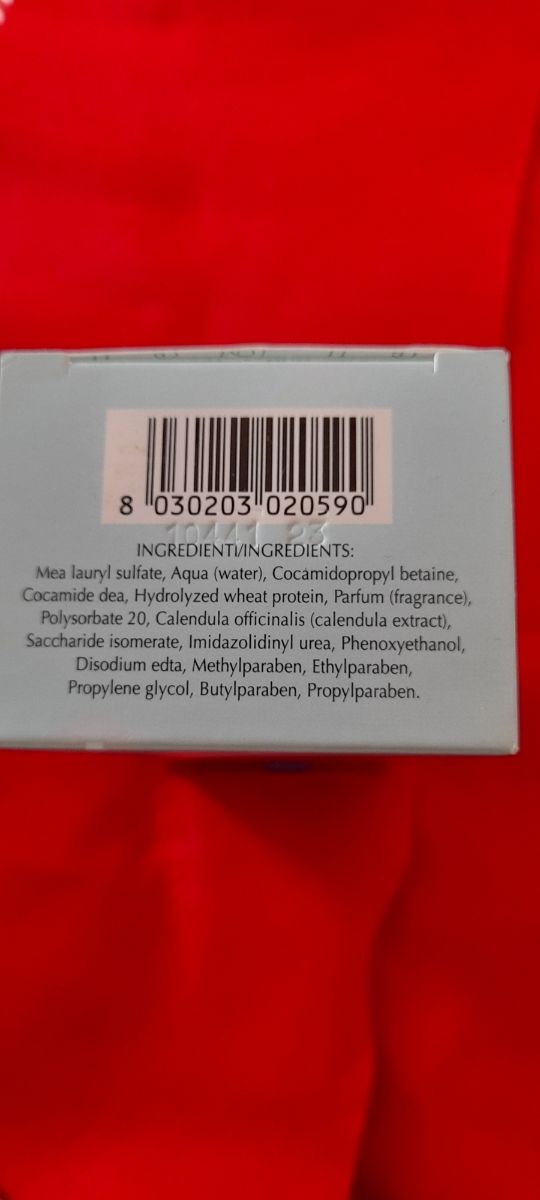 8 030203 020590
10441 23
INGREDIENTI/INGREDIENTS:
Mea lauryl sulfate, Aqua (water), Cocamidopropyl betaine,
Cocamide dea, Hydrolyzed wheat protein, Parfum (fragrance),
Polysorbate 20, Calendula officinalis (calendula extract),
Saccharide isomerate, Imidazolidinyl urea, Phenoxyethanol,
Disodium edta, Methylparaben, Ethylparaben,
Propylene glycol, Butylparaben, Propylparaben.